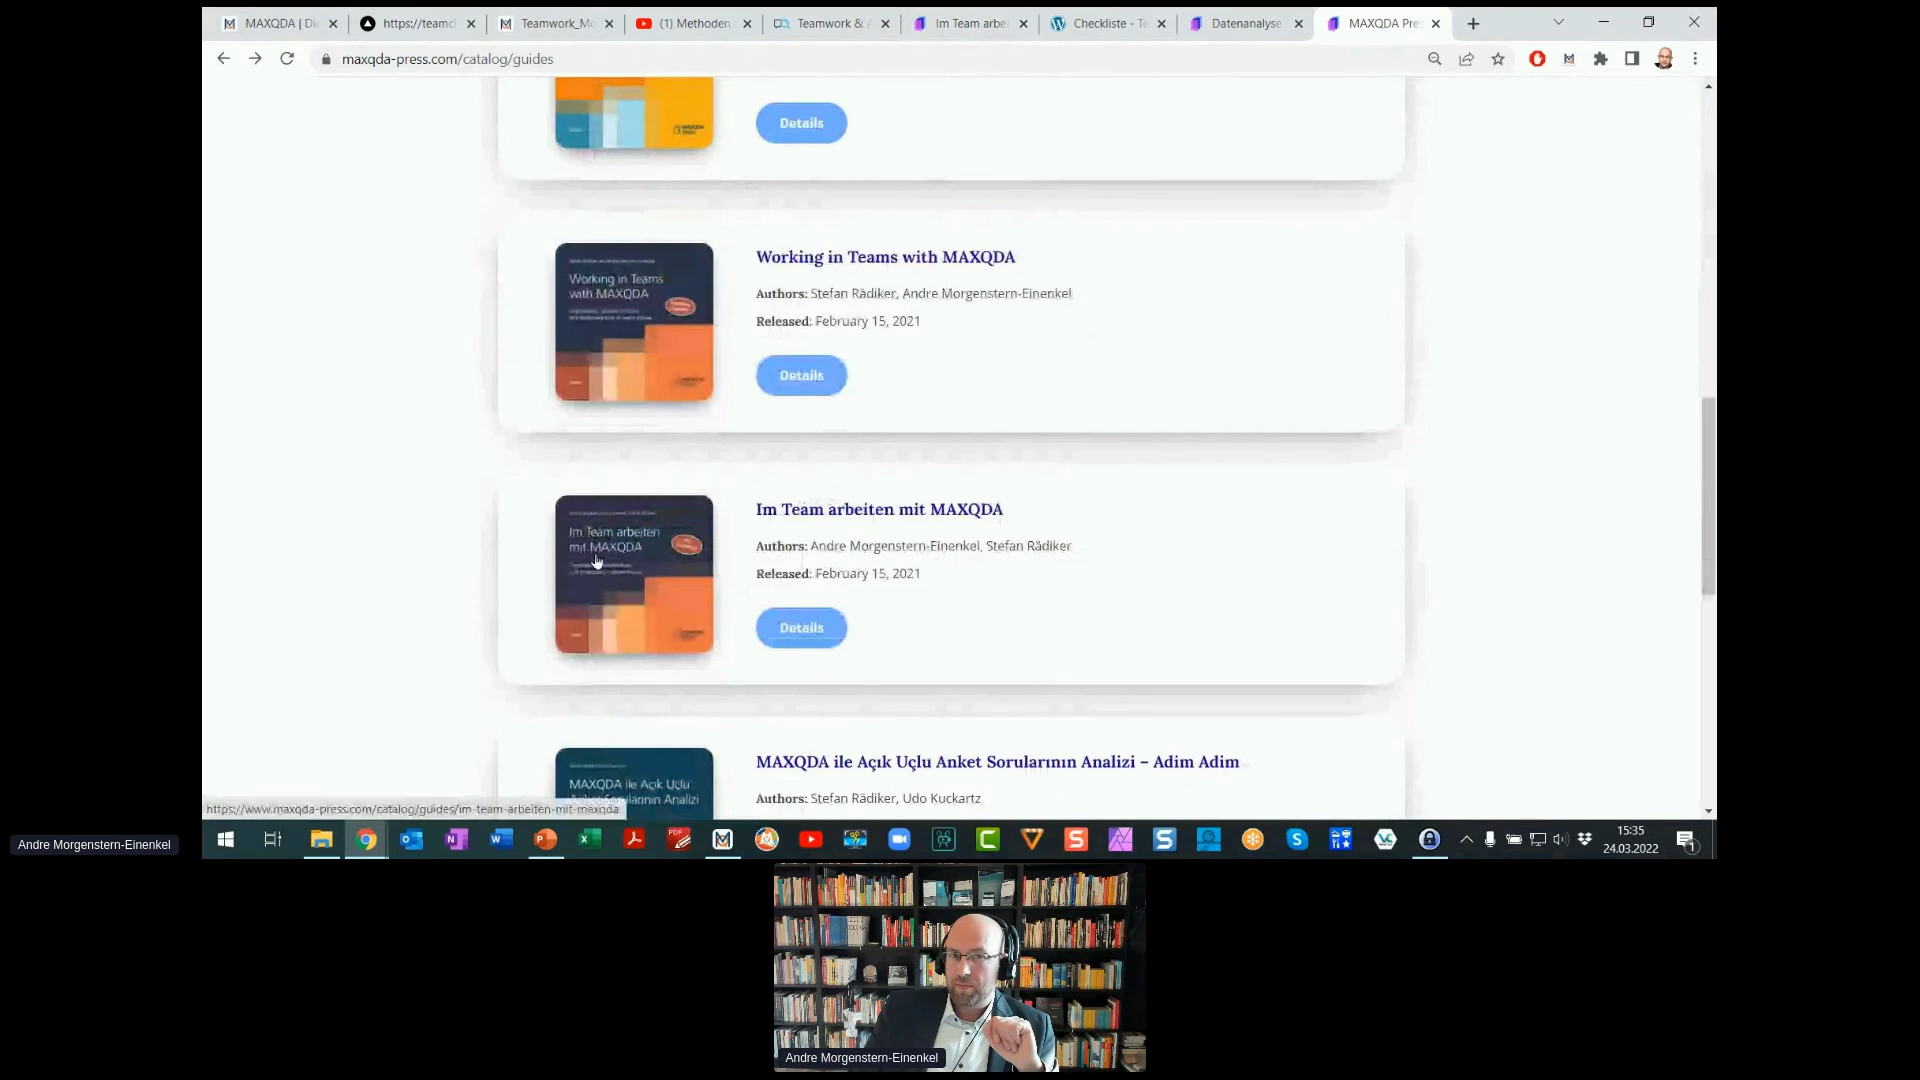 MAXQDA | Di
https://teamcl
Teamwork_Mo
(1) Methoden
Teamwork & A
Im Team arbe
Checkliste - Te
Datenanalyse
MAXQDA Pre
maxqda-press.com/catalog/guides
Details
Working in Teams
with MAXQDA
Working in Teams with MAXQDA
Authors: Stefan Rädiker, Andre Morgenstern-Einenkel
Released: February 15, 2021
Details
Im Team arbeiten
mit MAXQDA
Im Team arbeiten mit MAXQDA
Authors: Andre Morgenstern-Einenkel, Stefan Rädiker
Released: February 15, 2021
Details
MAXQDA ile Açık Uçlu
Anket Sorularının Analizi
MAXQDA ile Açık Uçlu Anket Sorularının Analizi – Adim Adim
Authors: Stefan Rädiker, Udo Kuckartz
https://www.maxqda-press.com/catalog/guides/im-team-arbeiten-mit-maxqda
15:35
24.03.2022
Andre Morgenstern-Einenkel
Andre Morgenstern-Einenkel